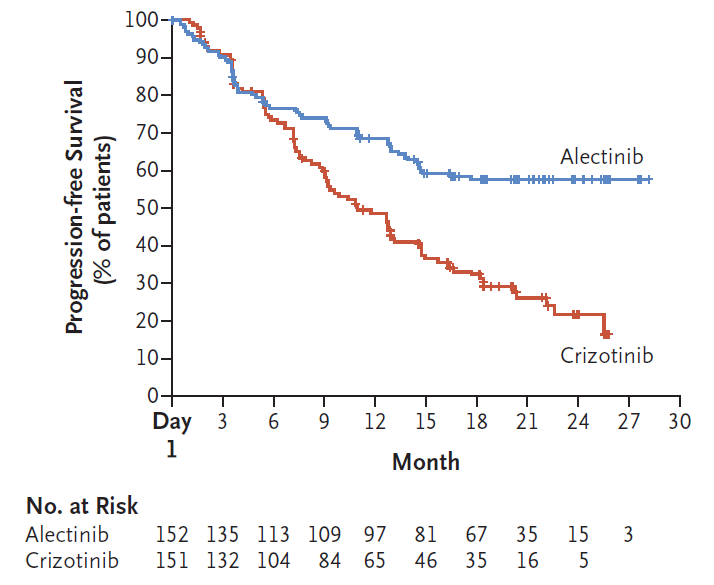 Progression-free Survival
(% of patients)
100
90
80
70
60
50
40
30
20
10
0
Alectinib
Crizotinib
Day 1 3 6 9 12 15 18 21 24 27 30
Month
No. at Risk
Alectinib 152 135 113 109 97 81 67 35 15 3
Crizotinib 151 132 104 84 65 46 35 16 5